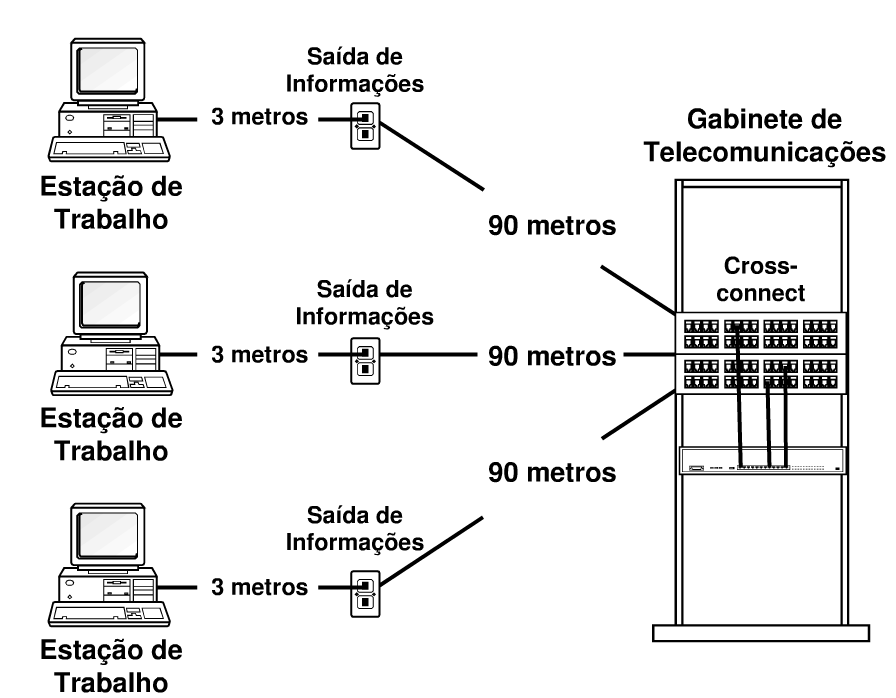 Saída de
Informações
3 metros
Estação de
Trabalho
90 metros
Gabinete de
Telecomunicações
Cross-
connect
Saída de
Informações
3 metros
90 metros
Estação de
Trabalho
90 metros
Saída de
Informações
3 metros
Estação de
Trabalho